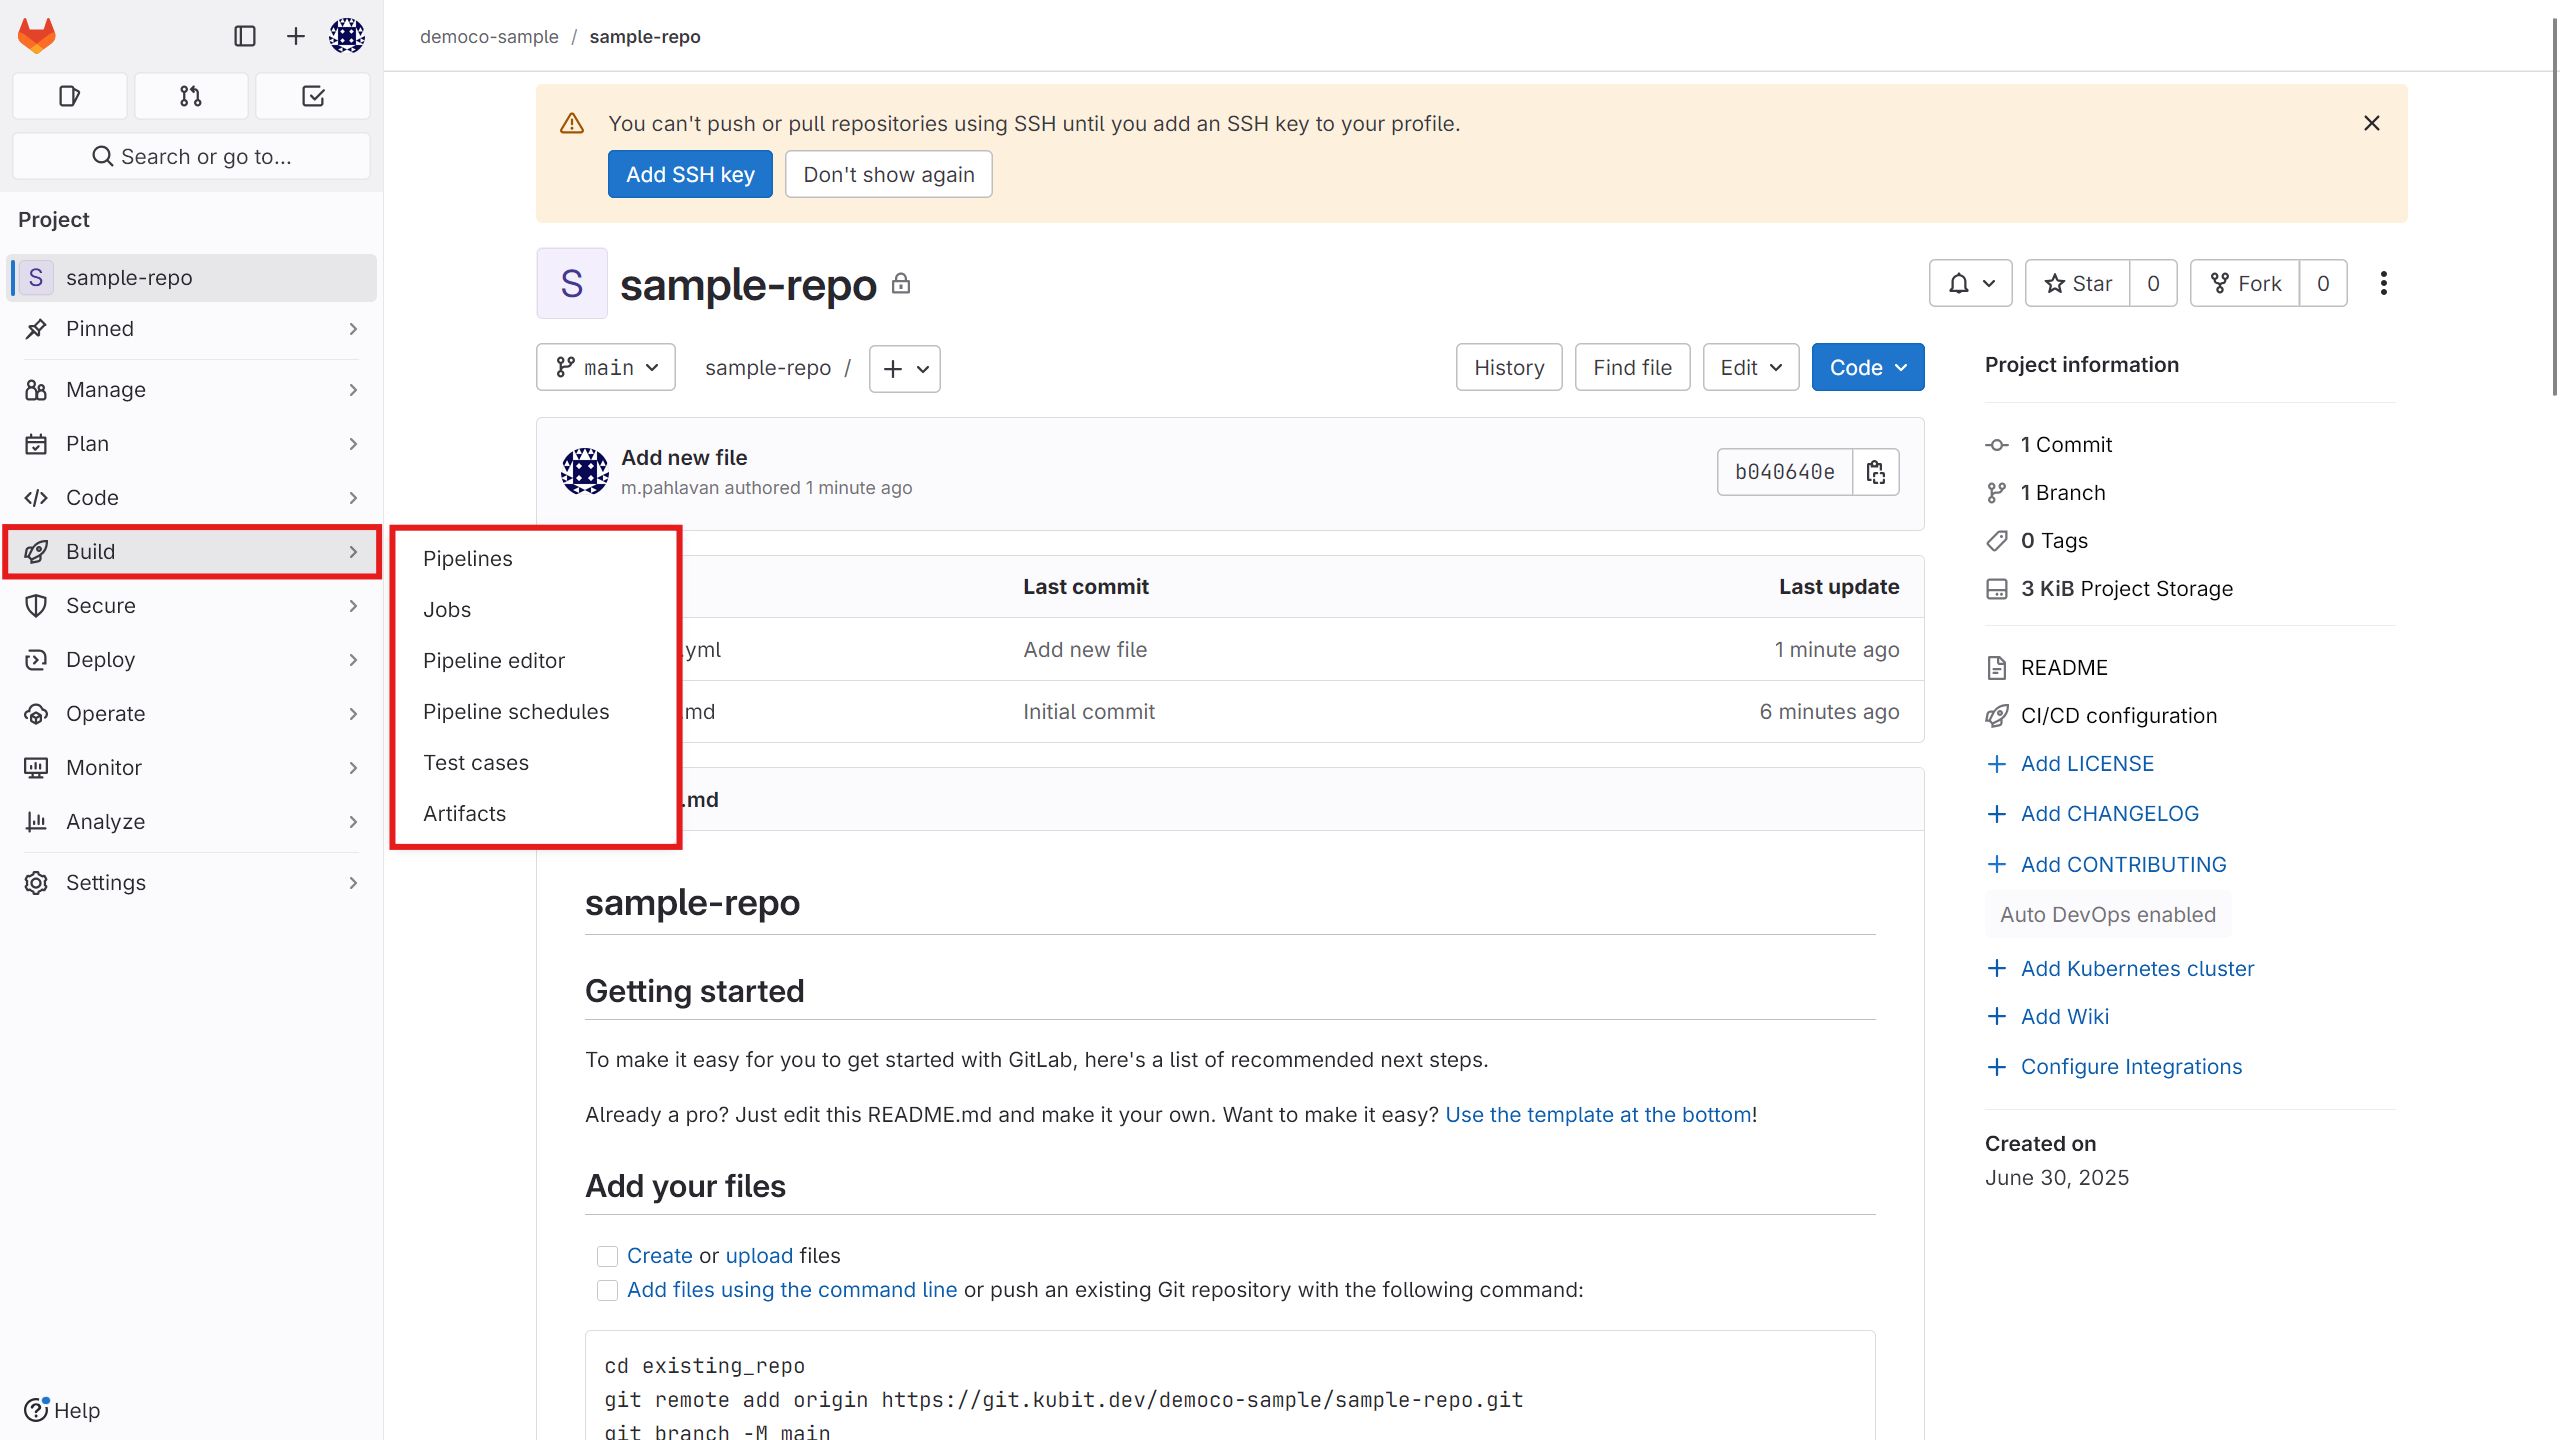 democo-sample / sample-repo
Search or go to...
Project
S sample-repo
Pinned
Manage
Plan
Code
Build
Secure
Deploy
Operate
Monitor
Analyze
Settings
Help
You can't push or pull repositories using SSH until you add an SSH key to your profile.
Add SSH key
Don't show again
S sample-repo
Star 0
Fork 0
main
sample-repo /
History
Find file
Edit
Code
Add new file
m.pahlavan authored 1 minute ago
b040640e
Pipelines
Jobs
Pipeline editor
Pipeline schedules
Test cases
Artifacts
Last commit Last update
.yml Add new file 1 minute ago
.md Initial commit 6 minutes ago
.md
sample-repo
Getting started
To make it easy for you to get started with GitLab, here's a list of recommended next steps.
Already a pro? Just edit this README.md and make it your own. Want to make it easy? Use the template at the bottom!
Add your files
Create or upload files
Add files using the command line or push an existing Git repository with the following command:
cd existing_repo
git remote add origin https://git.kubit.dev/democo-sample/sample-repo.git
git branch -M main
Project information
1 Commit
1 Branch
0 Tags
3 KiB Project Storage
README
CI/CD configuration
Add LICENSE
Add CHANGELOG
Add CONTRIBUTING
Auto DevOps enabled
Add Kubernetes cluster
Add Wiki
Configure Integrations
Created on
June 30, 2025